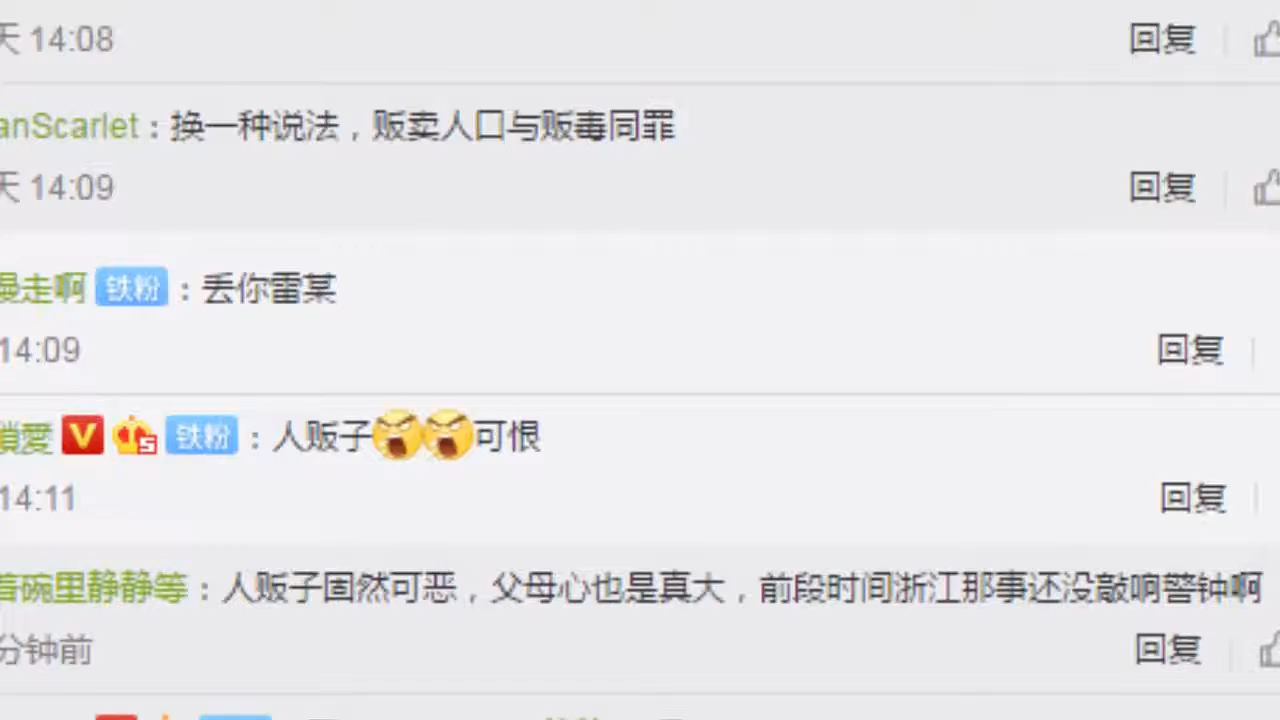 天 14:08 回复
anScarlet：换一种说法，贩卖人口与贩毒同罪
天 14:09 回复
慢走啊 铁粉：丢你雷某
14:09 回复
愛 V 5 铁粉：人贩子可恨
14:11 回复
着碗里静静等：人贩子固然可恶，父母心也是真大，前段时间浙江那事还没敲响警钟啊
分钟前 回复